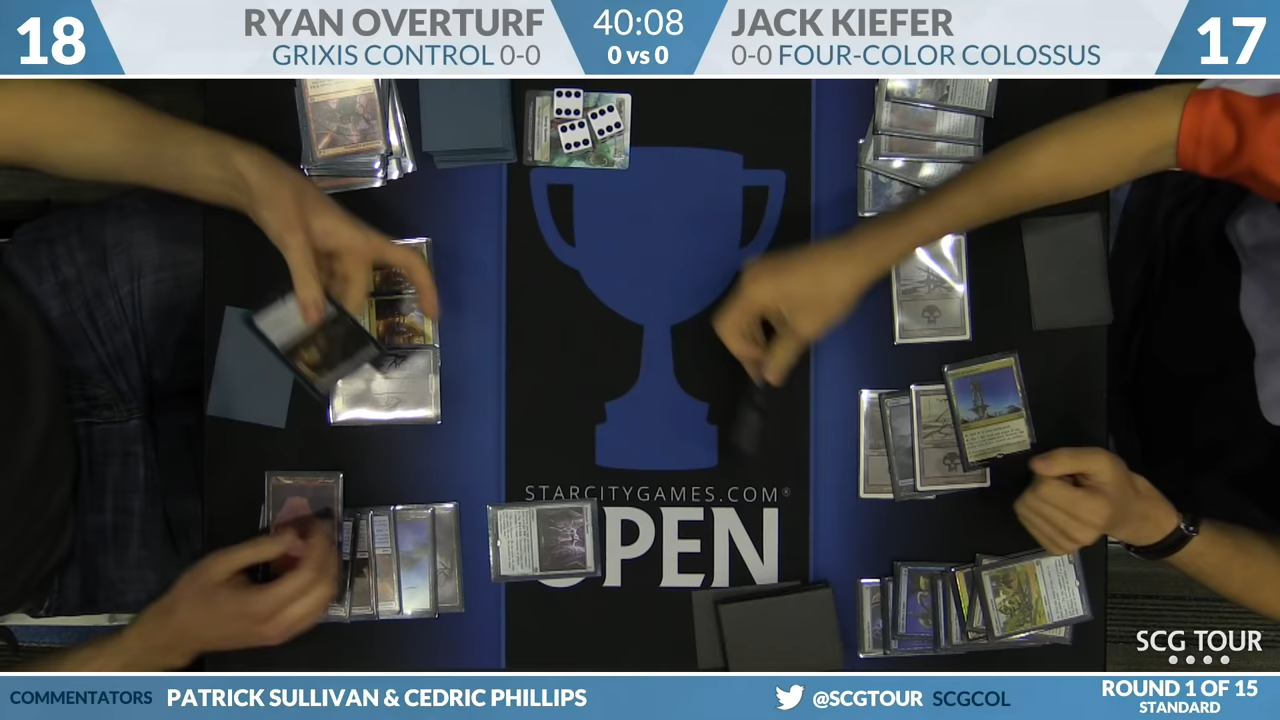 18
RYAN OVERTURF
GRIXIS CONTROL 0-0
40:08
0 vs 0
JACK KIEFER
0-0 FOUR-COLOR COLOSSUS
17
STARCITYGAMES.COM®
OPEN
SCG TOUR
COMMENTATORS PATRICK SULLIVAN & CEDRIC PHILLIPS
@SCGTOUR SCGCOL
ROUND 1 OF 15
STANDARD